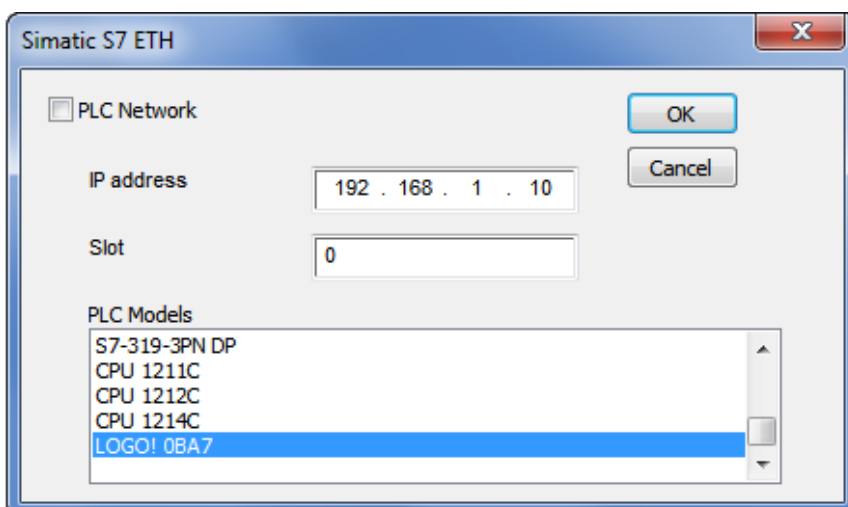 Simatic S7 ETH
PLC Network
OK
IP address
192 . 168 . 1 . 10
Cancel
Slot
0
PLC Models
S7-319-3PN DP
CPU 1211C
CPU 1212C
CPU 1214C
LOGO! 0BA7